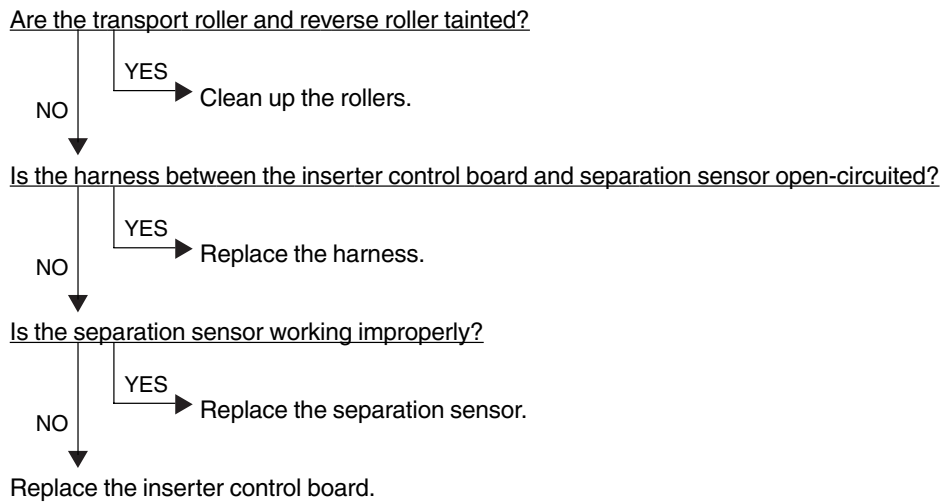 Are the transport roller and reverse roller tainted?
YES
Clean up the rollers.
NO
Is the harness between the inserter control board and separation sensor open-circuited?
YES
Replace the harness.
NO
Is the separation sensor working improperly?
YES
Replace the separation sensor.
NO
Replace the inserter control board.